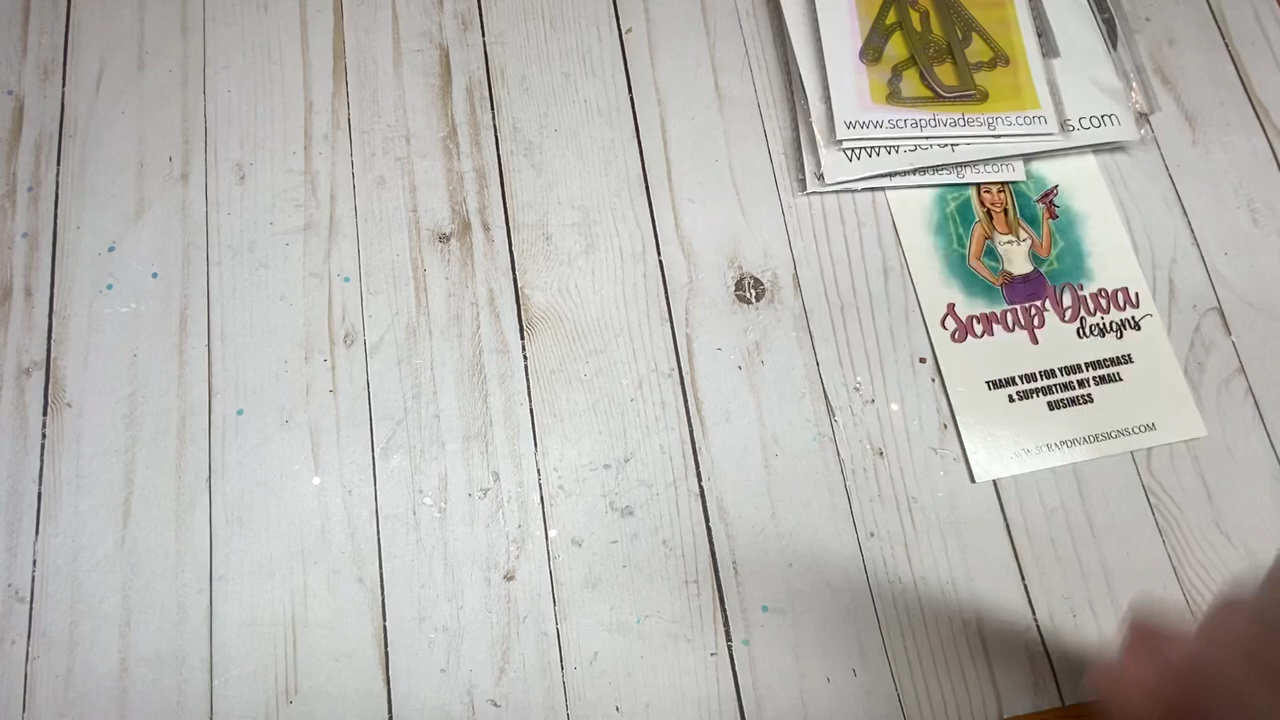 www.scrapdivadesigns.com
s.com
www.scrap
scrapdivadesigns.com
ScrapDiva
designs
THANK YOU FOR YOUR PURCHASE
& SUPPORTING MY SMALL
BUSINESS
WWW.SCRAPDIVADESIGNS.COM